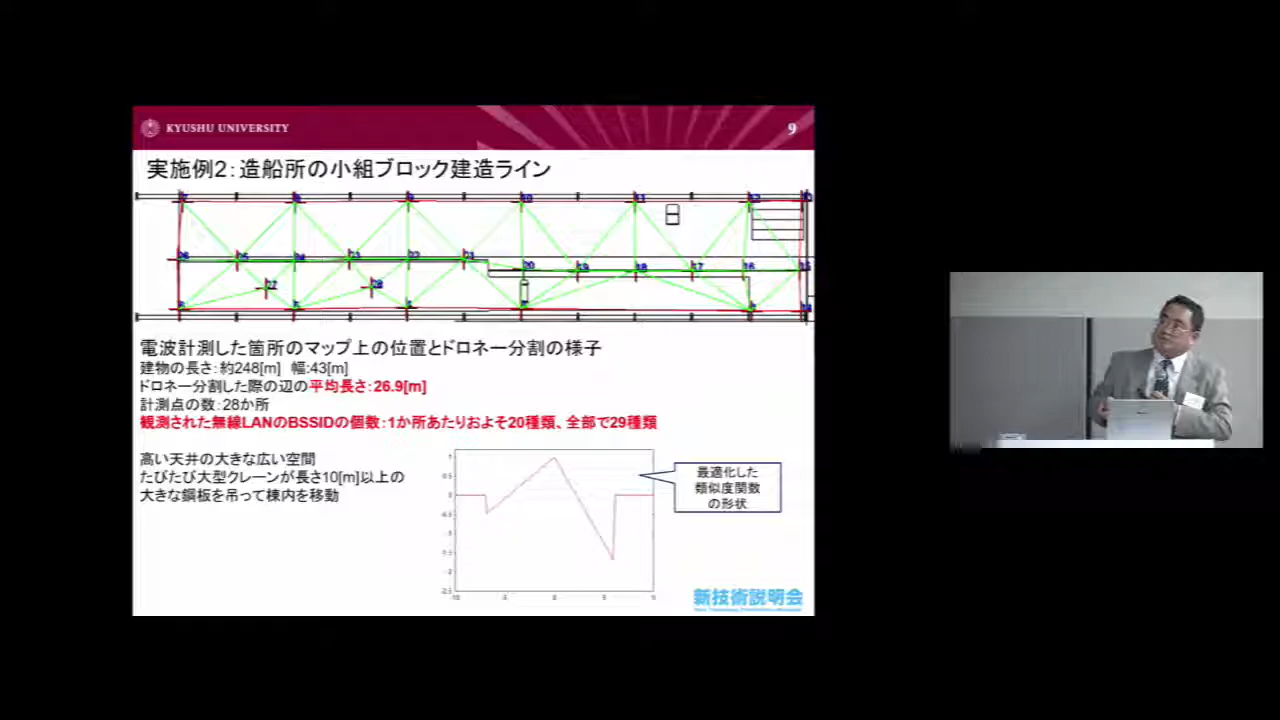 KYUSHU UNIVERSITY
9
実施例2:造船所の小組ブロック建造ライン
電波計測した箇所のマップ上の位置とドロネー分割の様子
建物の長さ:約248[m] 幅:43[m]
ドロネー分割した際の辺の平均長さ:26.9[m]
計測点の数:28か所
観測された無線LANのBSSIDの個数:1か所あたりおよそ20種類、全部で29種類
高い天井の大きな広い空間
たびたび大型クレーンが長さ10[m]以上の
大きな鋼板を吊って棟内を移動
最適化した
類似度関数
の形状
新技術説明会